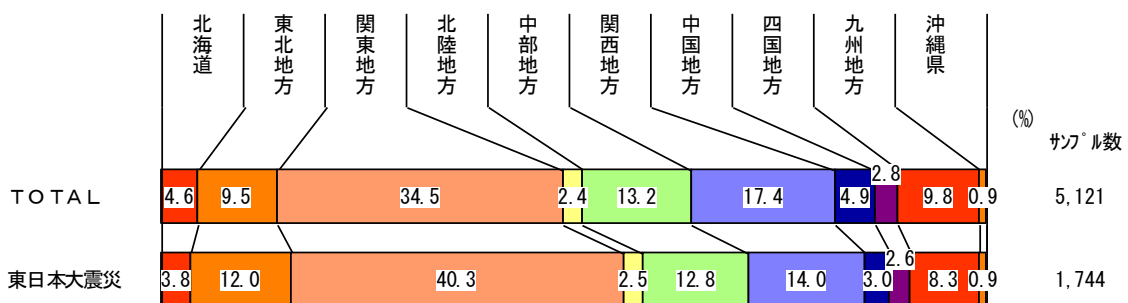 北海道
東北地方
関東地方
北陸地方
中部地方
関西地方
中国地方
四国地方
九州地方
沖縄県
(%)
ｻﾝﾌﾟﾙ数
ＴＯＴＡＬ 4.6 9.5 34.5 2.4 13.2 17.4 4.9 2.8 9.8 0.9 5,121
東日本大震災 3.8 12.0 40.3 2.5 12.8 14.0 3.0 2.6 8.3 0.9 1,744